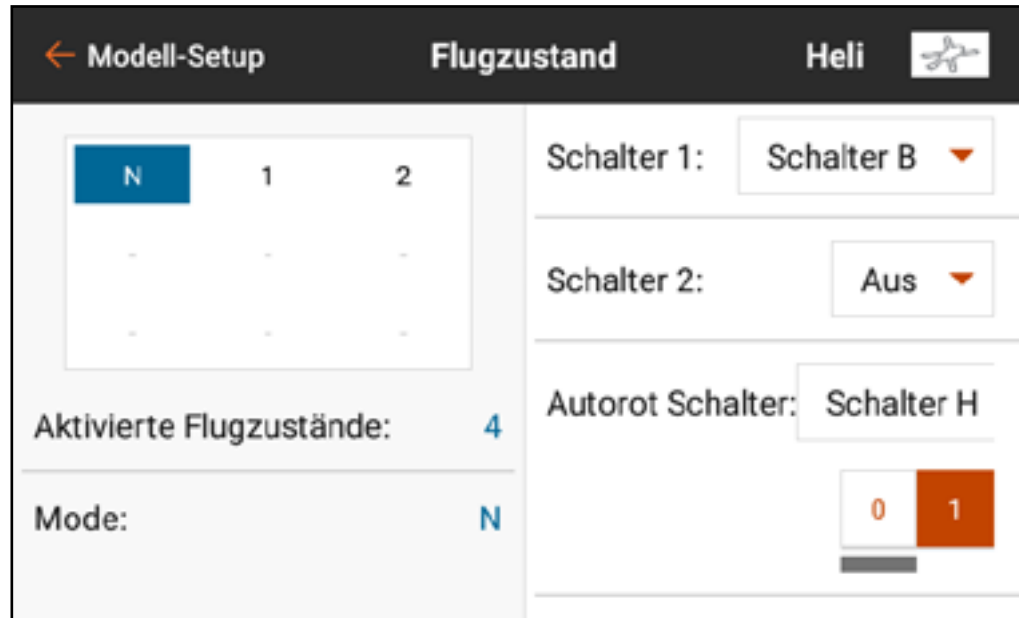 Modell-Setup Flugzustand Heli
N 1 2
- - -
- - -
Aktivierte Flugzustände: 4
Mode: N
Schalter 1: Schalter B
Schalter 2: Aus
Autorot Schalter: Schalter H
0 1